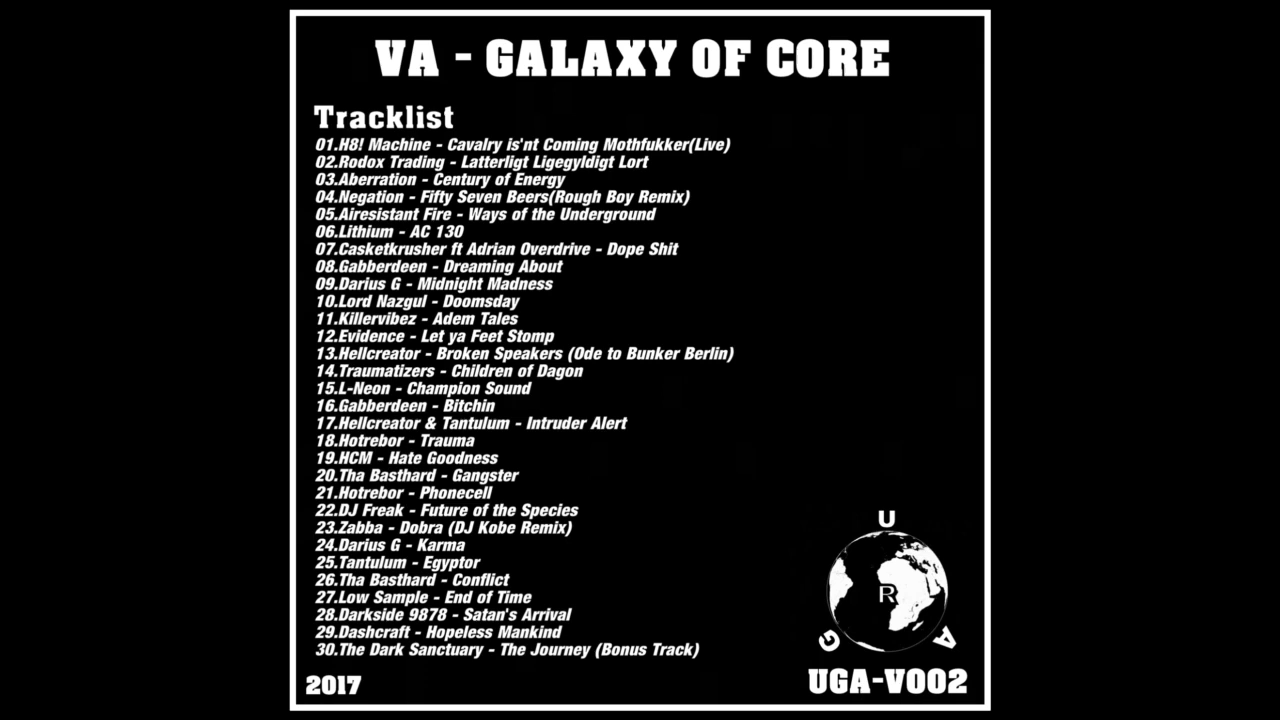 VA - GALAXY OF CORE
Tracklist
01.H8! Machine - Cavalry is'nt Coming Mothfukker(Live)
02.Rodox Trading - Latterligt Ligegyldigt Lort
03.Aberration - Century of Energy
04.Negation - Fifty Seven Beers(Rough Boy Remix)
05.Airesistant Fire - Ways of the Underground
06.Lithium - AC 130
07.Casketkrusher ft Adrian Overdrive - Dope Shit
08.Gabberdeen - Dreaming About
09.Darius G - Midnight Madness
10.Lord Nazgul - Doomsday
11.Killervibez - Adem Tales
12.Evidence - Let ya Feet Stomp
13.Hellcreator - Broken Speakers (Ode to Bunker Berlin)
14.Traumatizers - Children of Dagon
15.L-Neon - Champion Sound
16.Gabberdeen - Bitchin
17.Hellcreator & Tantulum - Intruder Alert
18.Hotrebor - Trauma
19.HCM - Hate Goodness
20.Tha Basthard - Gangster
21.Hotrebor - Phonecell
22.DJ Freak - Future of the Species
23.Zabba - Dobra (DJ Kobe Remix)
24.Darius G - Karma
25.Tantulum - Egyptor
26.Tha Basthard - Conflict
27.Low Sample - End of Time
28.Darkside 9878 - Satan's Arrival
29.Dashcraft - Hopeless Mankind
30.The Dark Sanctuary - The Journey (Bonus Track)
U
R
G
A
2017
UGA-V002